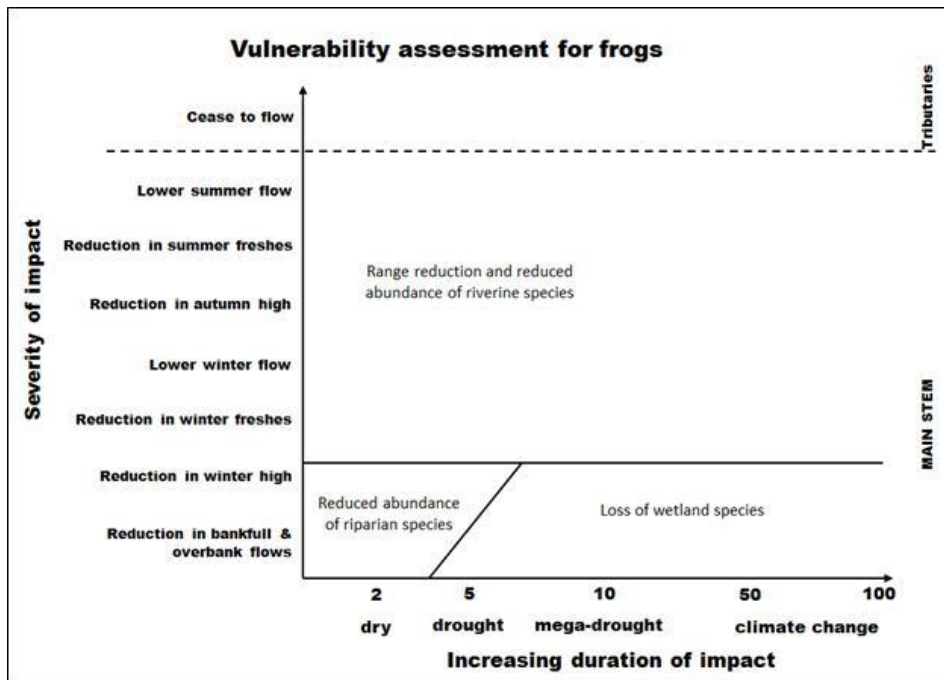 Vulnerability assessment for frogs
Tributaries
Cease to flow
Lower summer flow
Reduction in summer freshes
Range reduction and reduced
abundance of riverine species
Reduction in autumn high
Severity of impact
Lower winter flow
MAIN STEM
Reduction in winter freshes
Reduction in winter high
Reduced abundance
of riparian species
Loss of wetland species
Reduction in bankfull &
overbank flows
2 5 10 50 100
dry drought mega-drought climate change
Increasing duration of impact